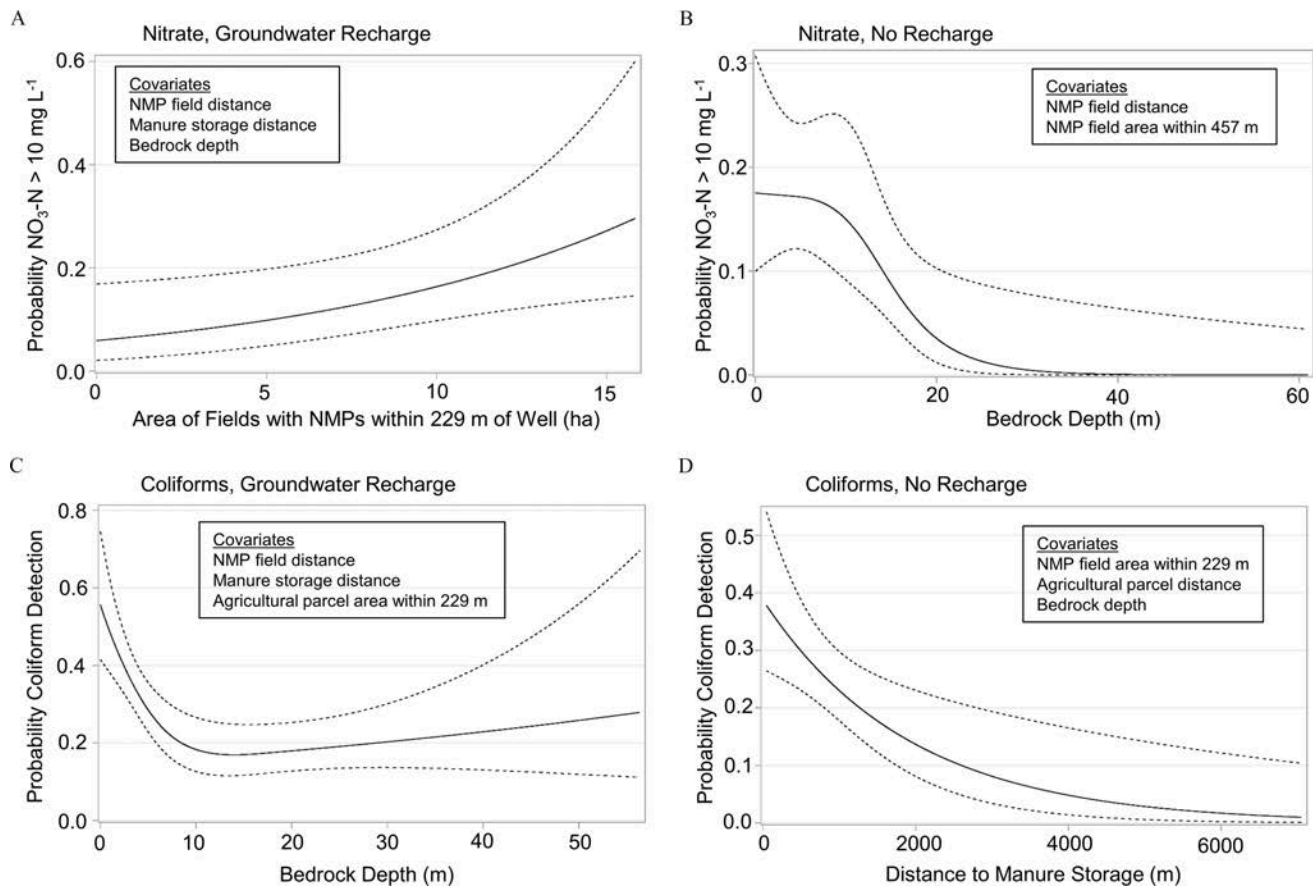 A
Nitrate, Groundwater Recharge
Probability NO₃-N > 10 mg L⁻¹
0.6
0.4
0.2
0.0
Covariates
NMP field distance
Manure storage distance
Bedrock depth
0
5
10
15
Area of Fields with NMPs within 229 m of Well (ha)
B
Nitrate, No Recharge
Probability NO₃-N > 10 mg L⁻¹
0.3
0.2
0.1
0.0
Covariates
NMP field distance
NMP field area within 457 m
0
20
40
60
Bedrock Depth (m)
C
Coliforms, Groundwater Recharge
Probability Coliform Detection
0.8
0.6
0.4
0.2
0.0
Covariates
NMP field distance
Manure storage distance
Agricultural parcel area within 229 m
0
10
20
30
40
50
Bedrock Depth (m)
D
Coliforms, No Recharge
Probability Coliform Detection
0.5
0.4
0.3
0.2
0.1
0.0
Covariates
NMP field area within 229 m
Agricultural parcel distance
Bedrock depth
0
2000
4000
6000
Distance to Manure Storage (m)